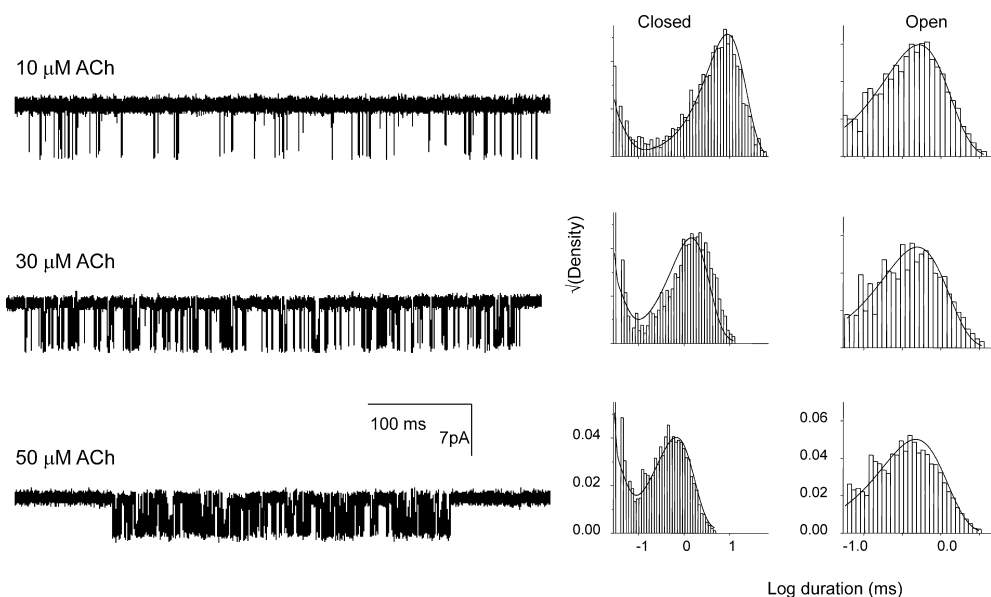 Closed
Open
10 μM ACh
30 μM ACh
√(Density)
100 ms
7pA
50 μM ACh
0.04
0.02
0.00
0.06
0.04
0.02
0.00
-1
0
1
-1.0
0.0
Log duration (ms)